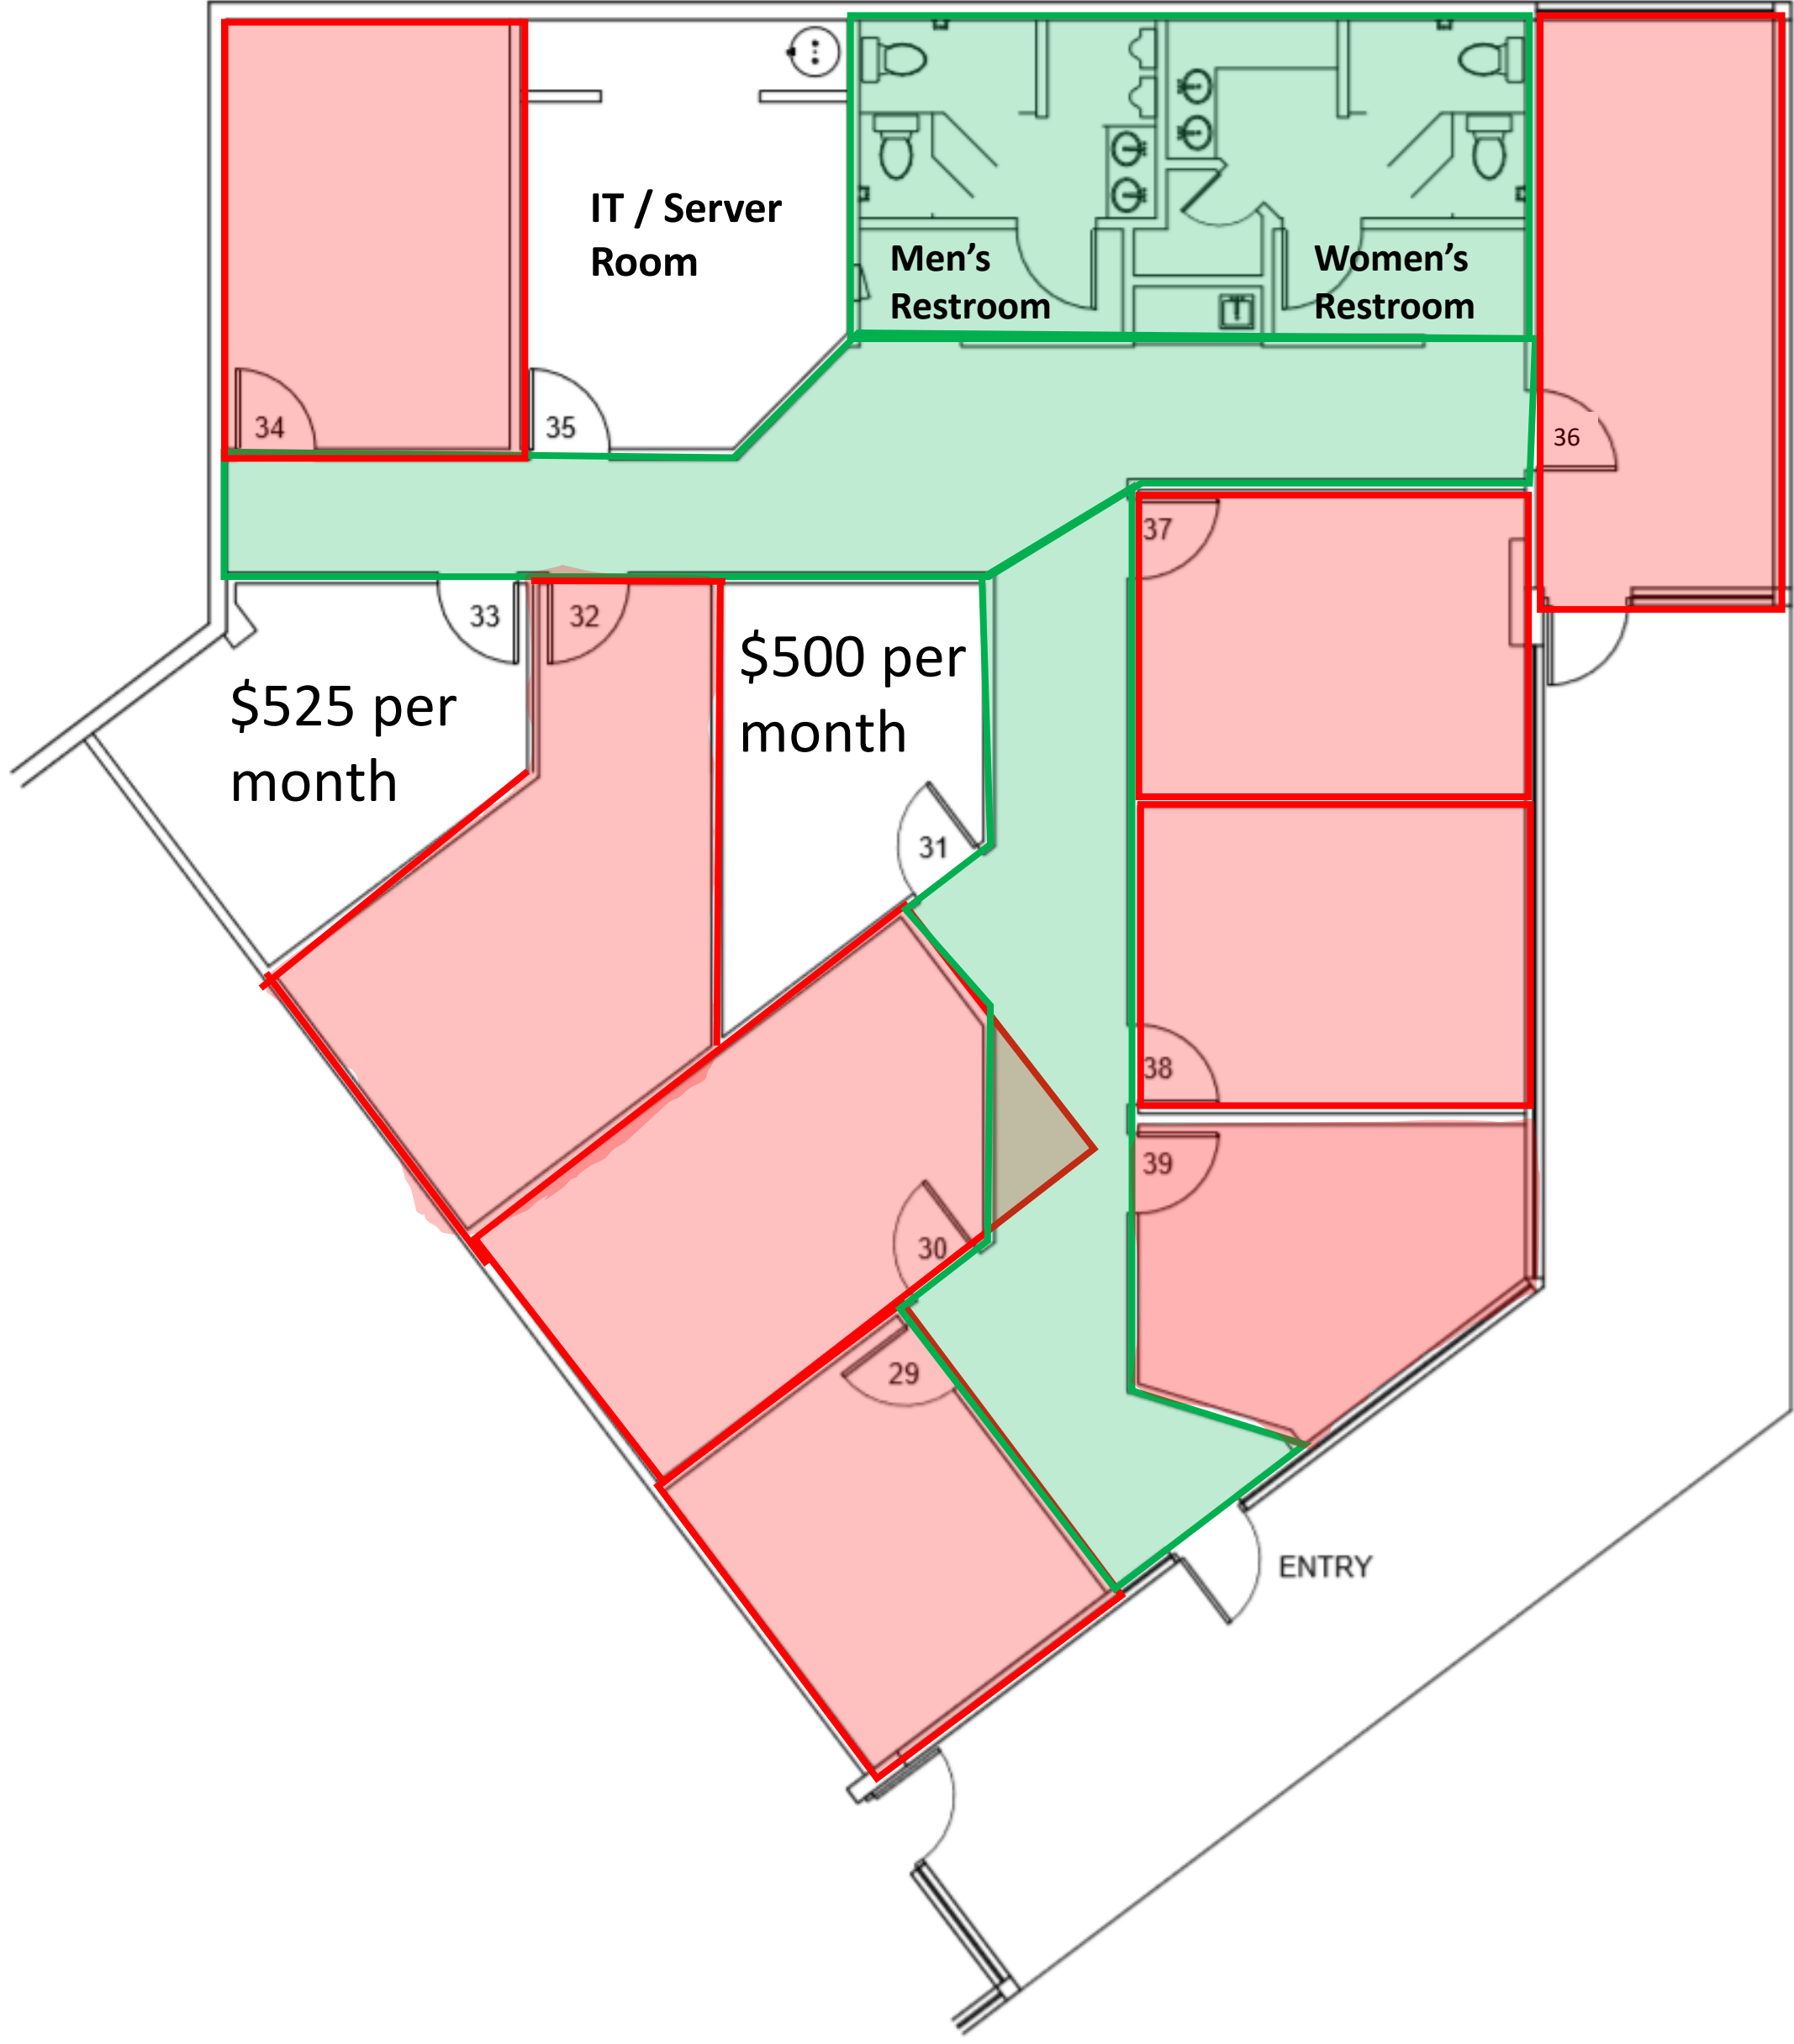 IT / Server
Room
Men's
Restroom
Women's
Restroom
34
35
36
37
33
32
$500 per
month
$525 per
month
31
38
39
30
29
ENTRY